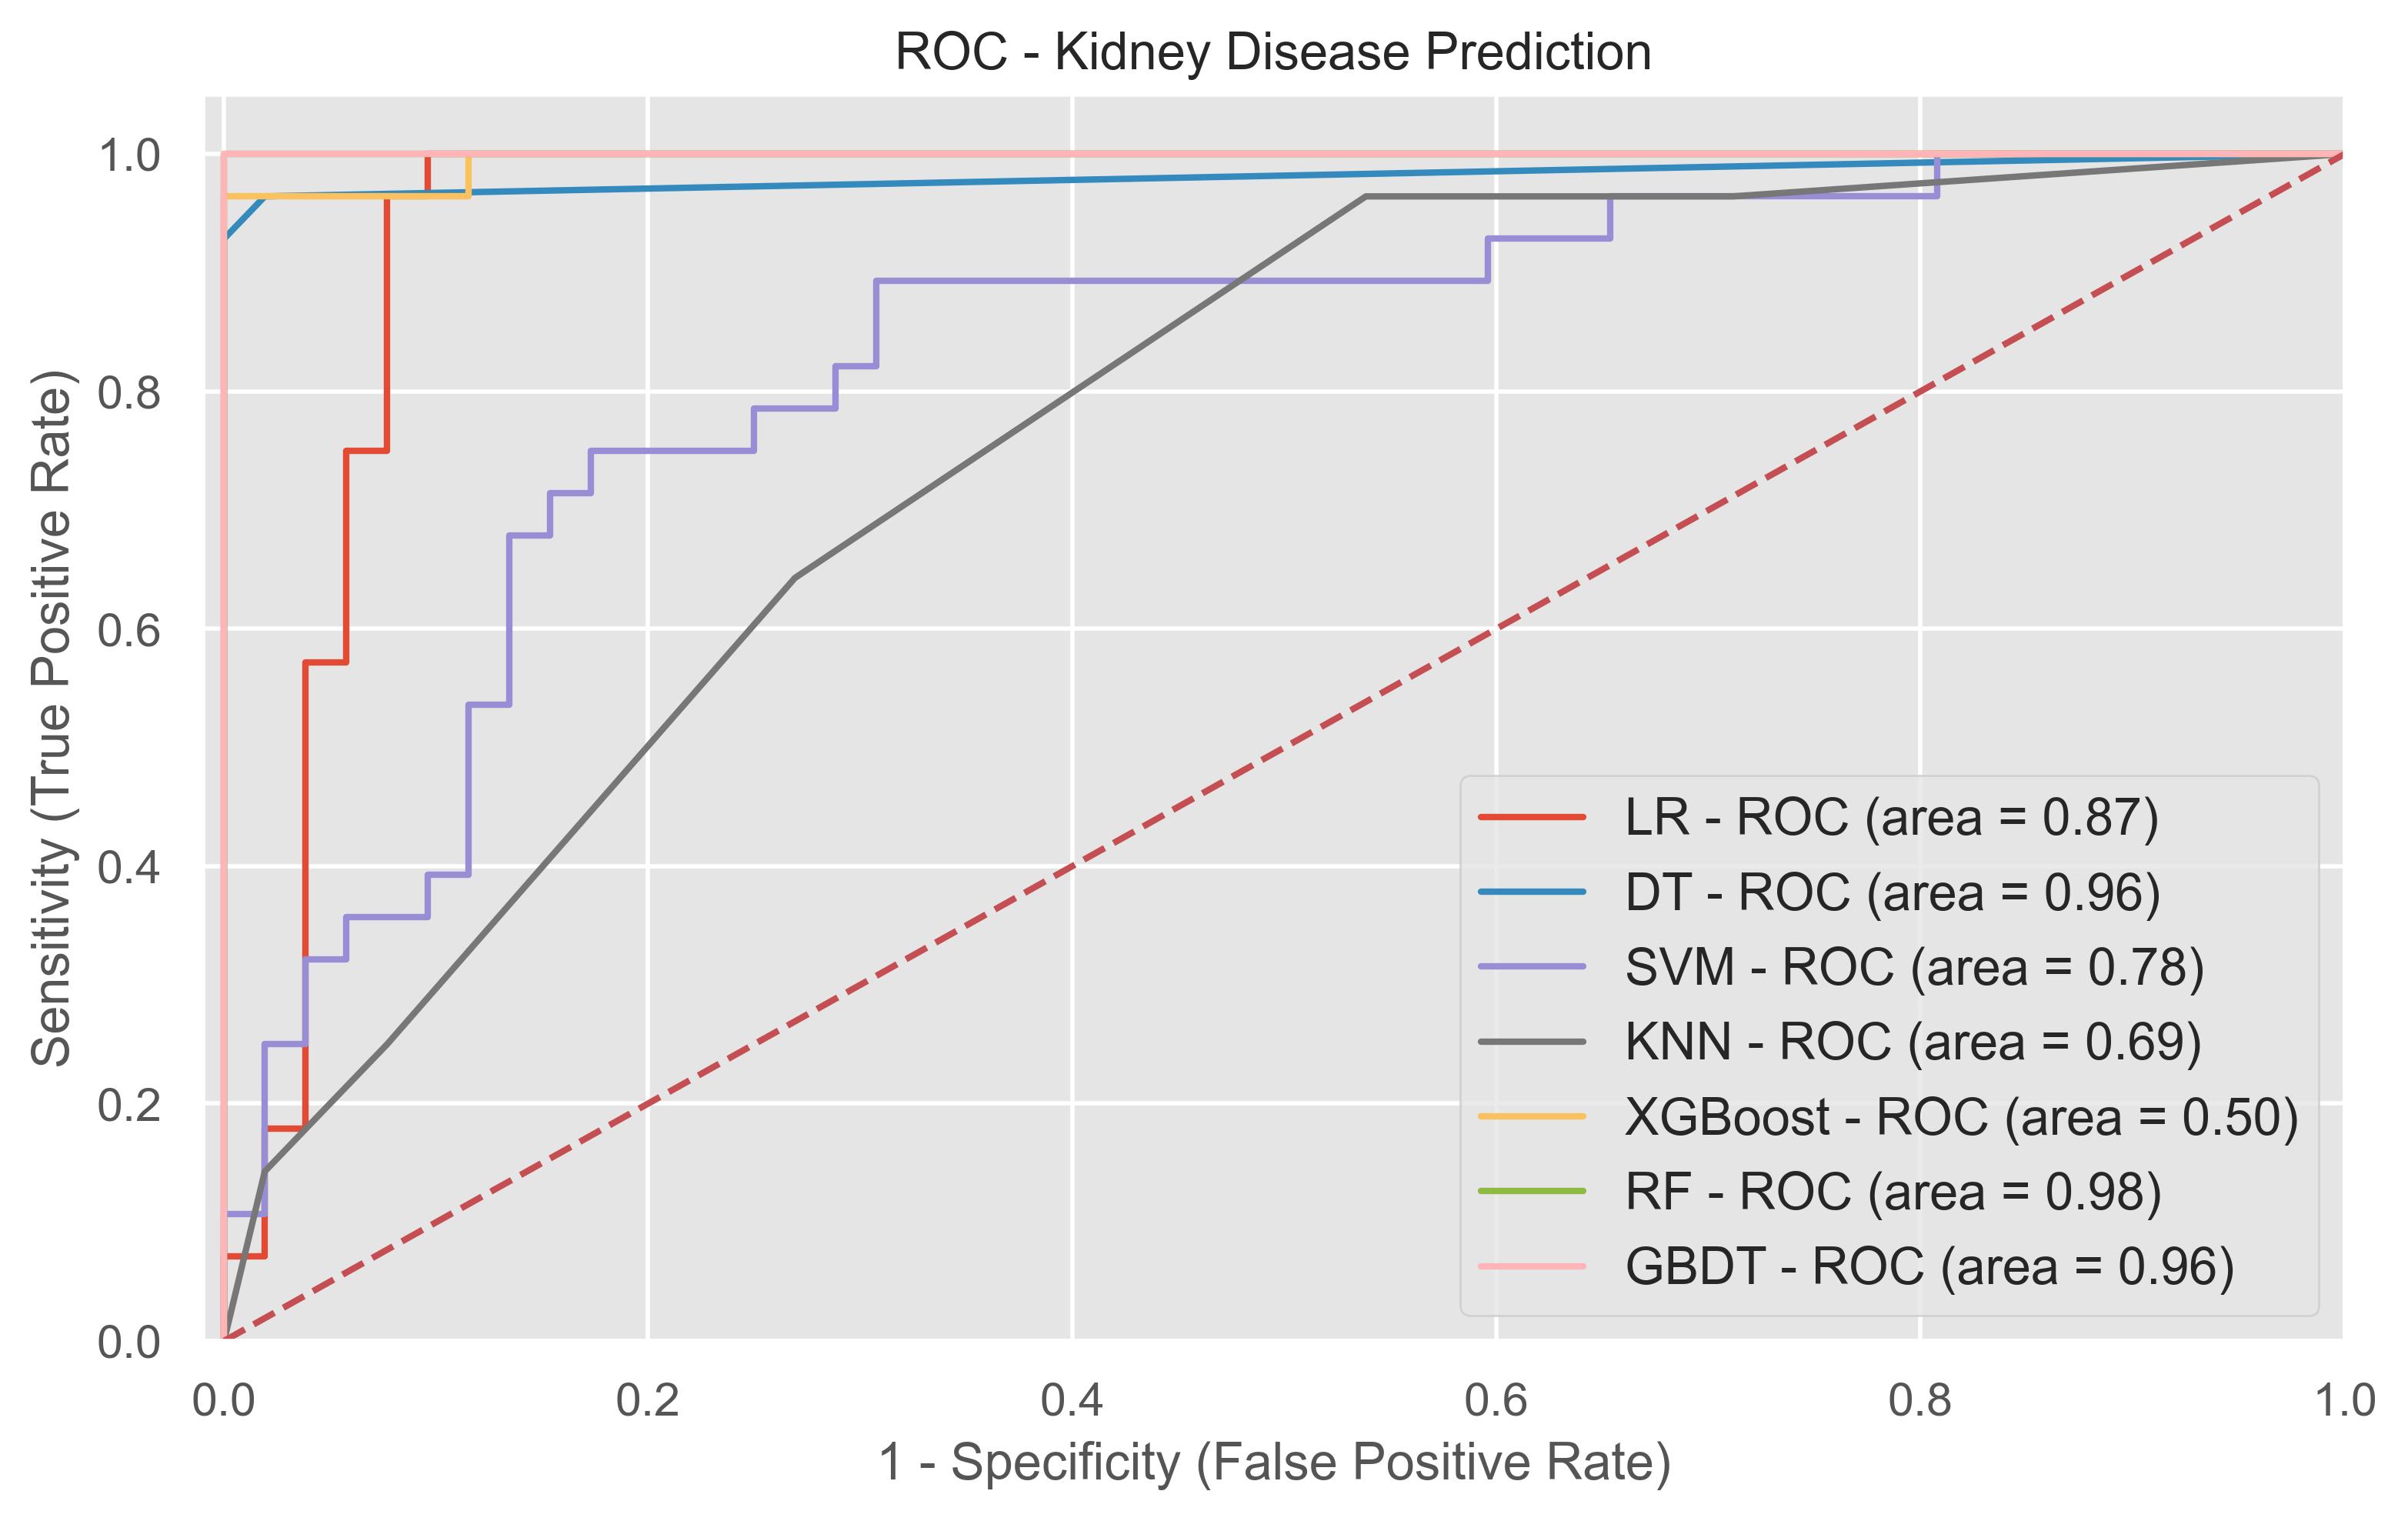 ROC - Kidney Disease Prediction
Sensitivity (True Positive Rate)
1.0
0.8
0.6
0.4
0.2
0.0
LR - ROC (area = 0.87)
DT - ROC (area = 0.96)
SVM - ROC (area = 0.78)
KNN - ROC (area = 0.69)
XGBoost - ROC (area = 0.50)
RF - ROC (area = 0.98)
GBDT - ROC (area = 0.96)
0.0 0.2 0.4 0.6 0.8 1.0
1 - Specificity (False Positive Rate)